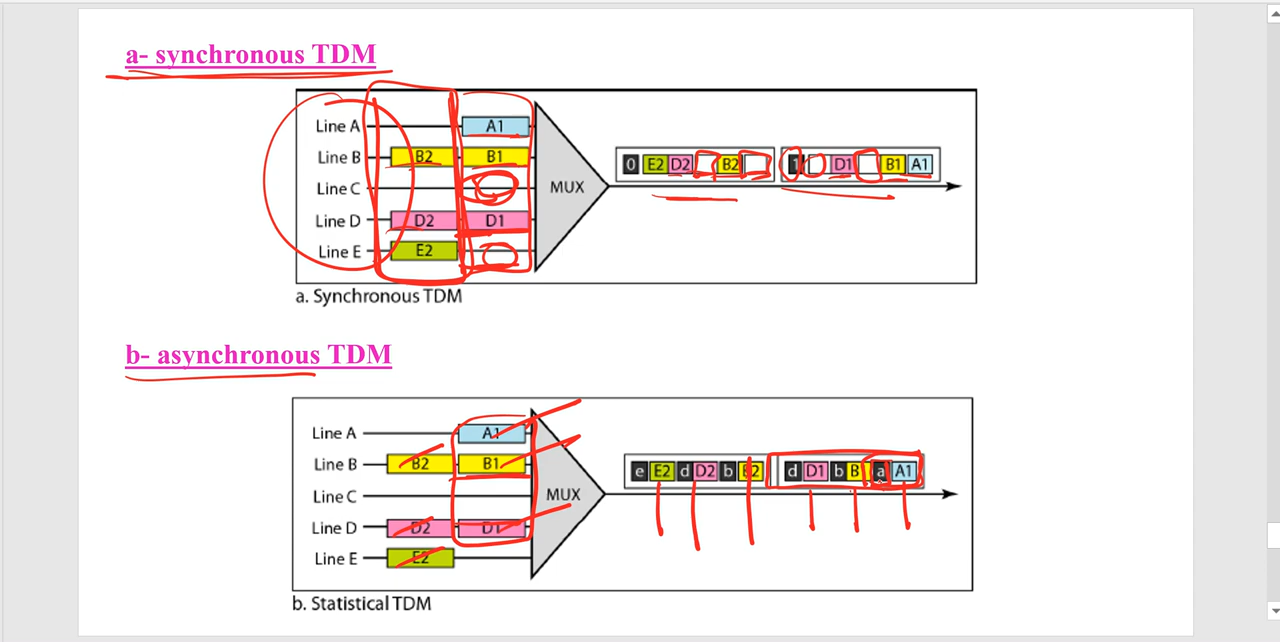 a- synchronous TDM
Line A A1
Line B B2 B1 0 E2 D2 B2 1 D1 B1 A1
Line C MUX
Line D D2 D1
Line E E2
a. Synchronous TDM
b- asynchronous TDM
Line A A1
Line B B2 B1 e E2 d D2 b B2 d D1 b B1 a A1
Line C MUX
Line D D2 D1
Line E E2
b. Statistical TDM